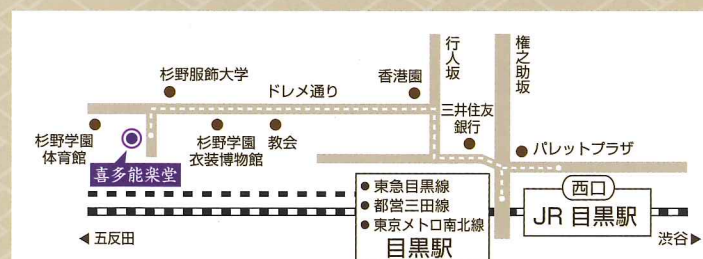 行人坂
権之助坂
杉野服飾大学
ドレメ通り
香港園
三井住友
銀行
杉野学園
体育館
杉野学園
衣装博物館
教会
パレットプラザ
喜多能楽堂
●東急目黒線
●都営三田線
●東京メトロ南北線
目黒駅
西口
JR 目黒駅
◀五反田
渋谷▶